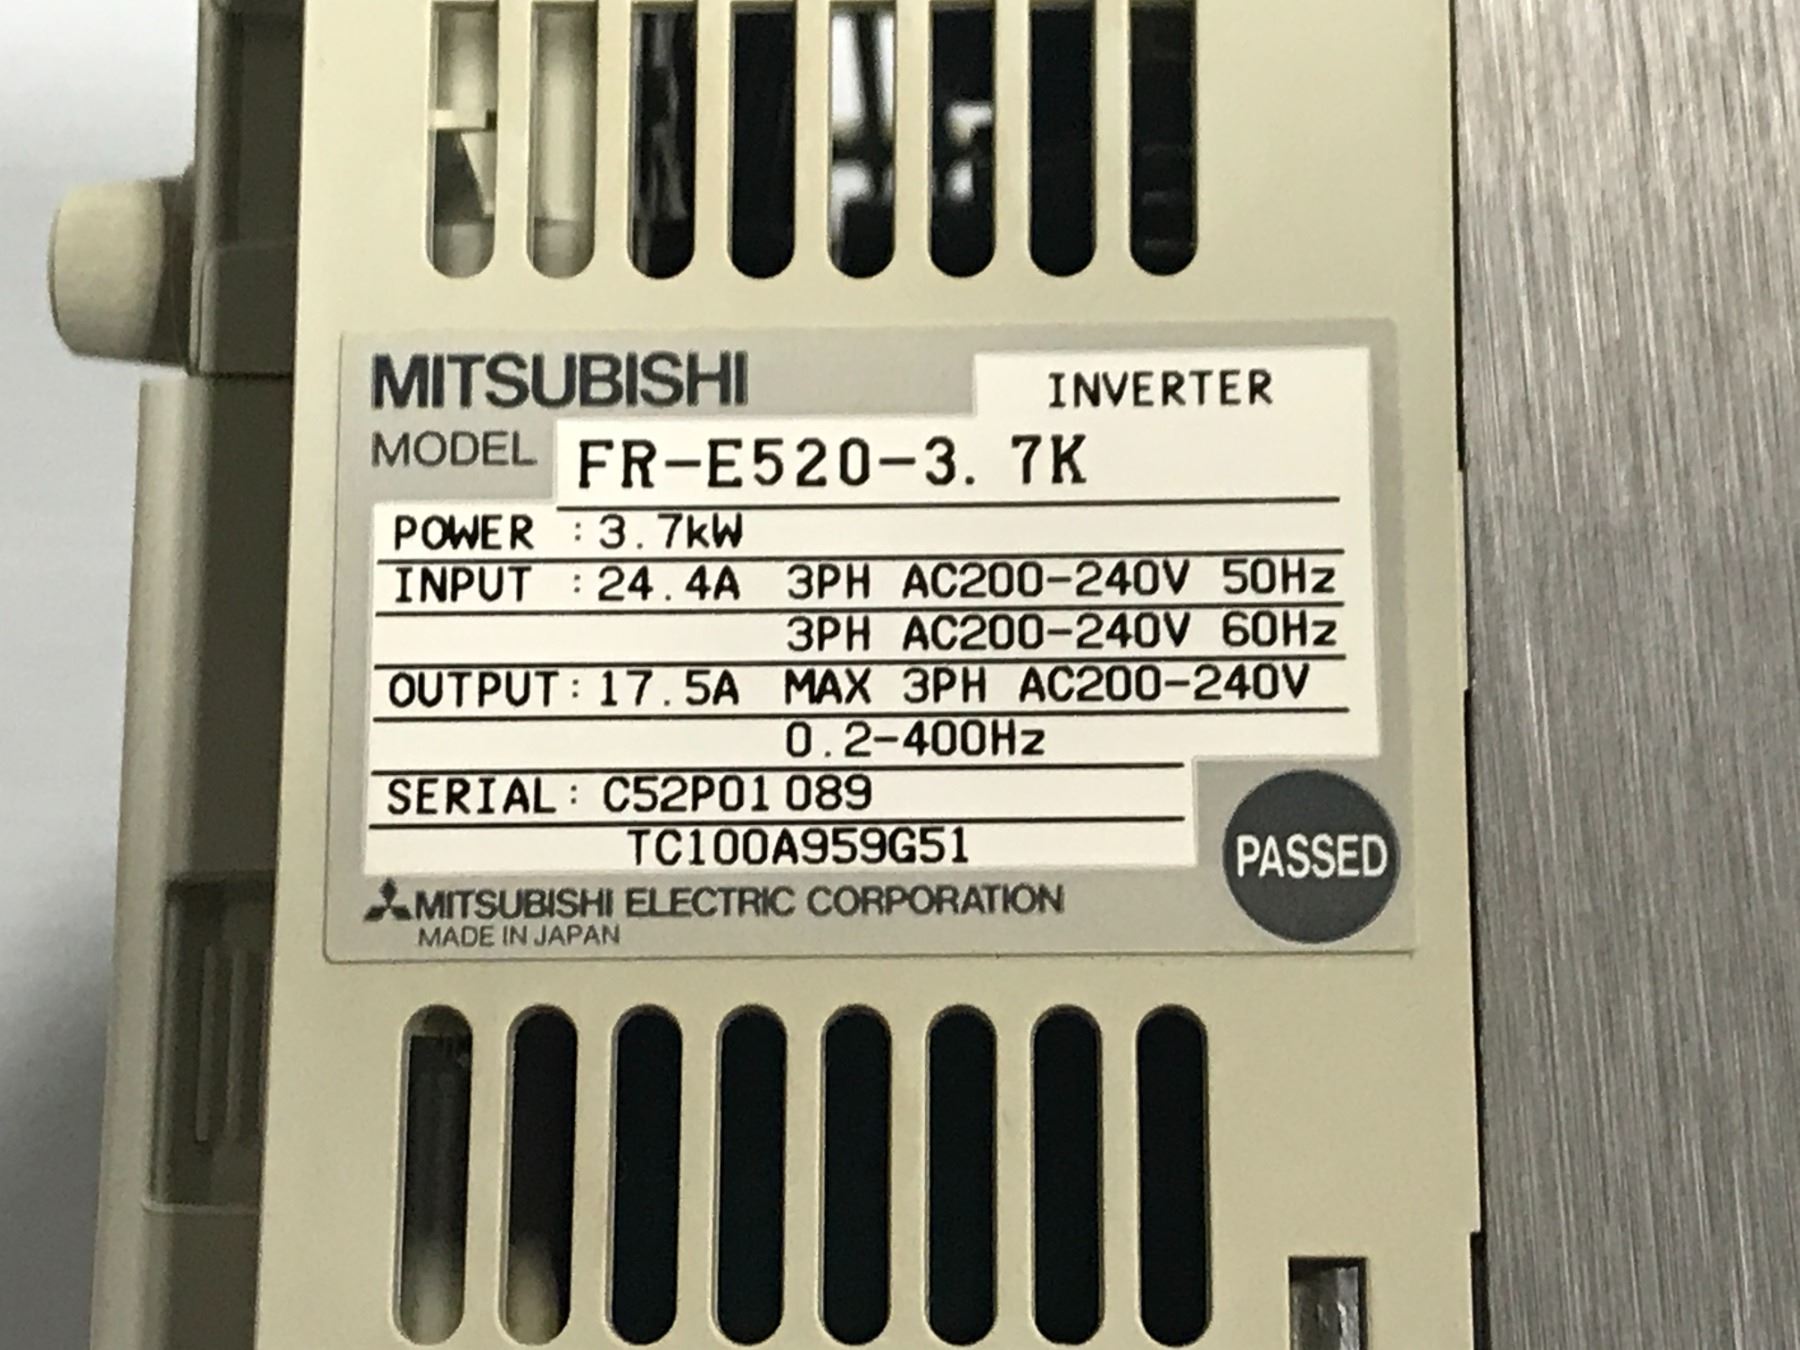 MITSUBISHI
INVERTER
MODEL FR-E520-3.7K
POWER :3.7kW
INPUT :24.4A 3PH AC200-240V 50Hz
3PH AC200-240V 60Hz
OUTPUT:17.5A MAX 3PH AC200-240V
0.2-400Hz
SERIAL: C52P01089
TC100A959G51
PASSED
MITSUBISHI ELECTRIC CORPORATION
MADE IN JAPAN